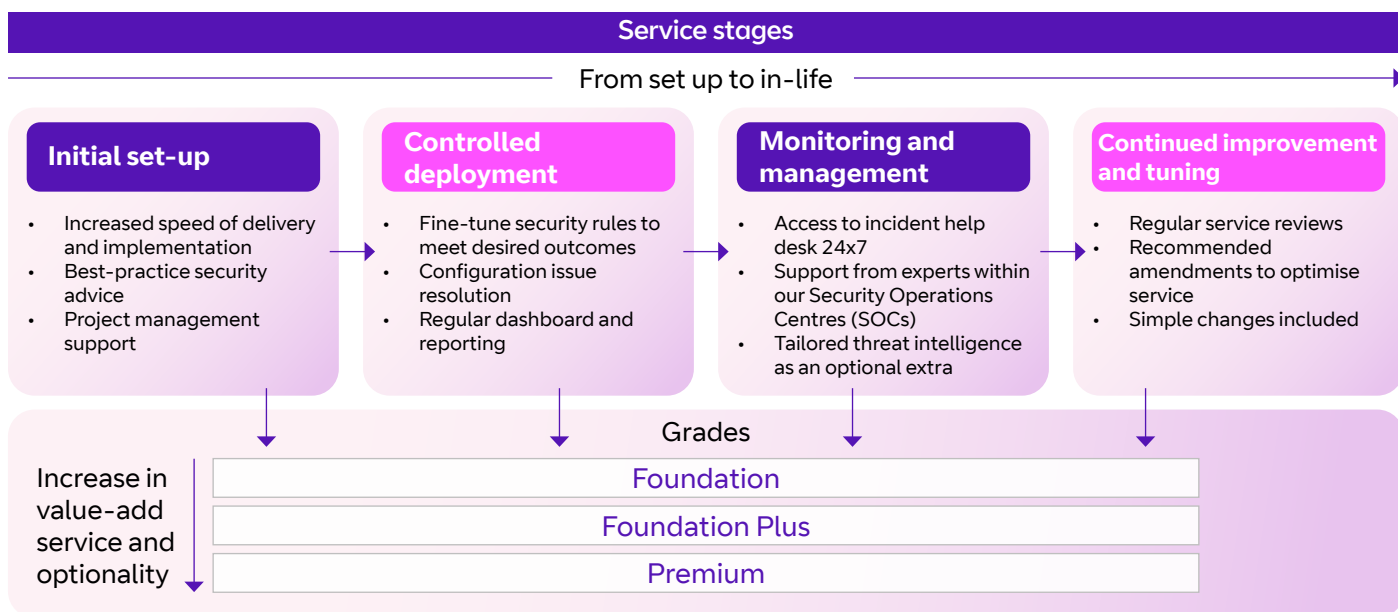 Service stages
From set up to in-life
Initial set-up
• Increased speed of delivery
and implementation
• Best-practice security
advice
• Project management
support
Controlled
deployment
• Fine-tune security rules to
meet desired outcomes
• Configuration issue
resolution
• Regular dashboard and
reporting
Monitoring and
management
• Access to incident help
desk 24x7
• Support from experts within
our Security Operations
Centres (SOCs)
• Tailored threat intelligence
as an optional extra
Continued improvement
and tuning
• Regular service reviews
• Recommended
amendments to optimise
service
• Simple changes included
Grades
Increase in
value-add
service and
optionality
Foundation
Foundation Plus
Premium